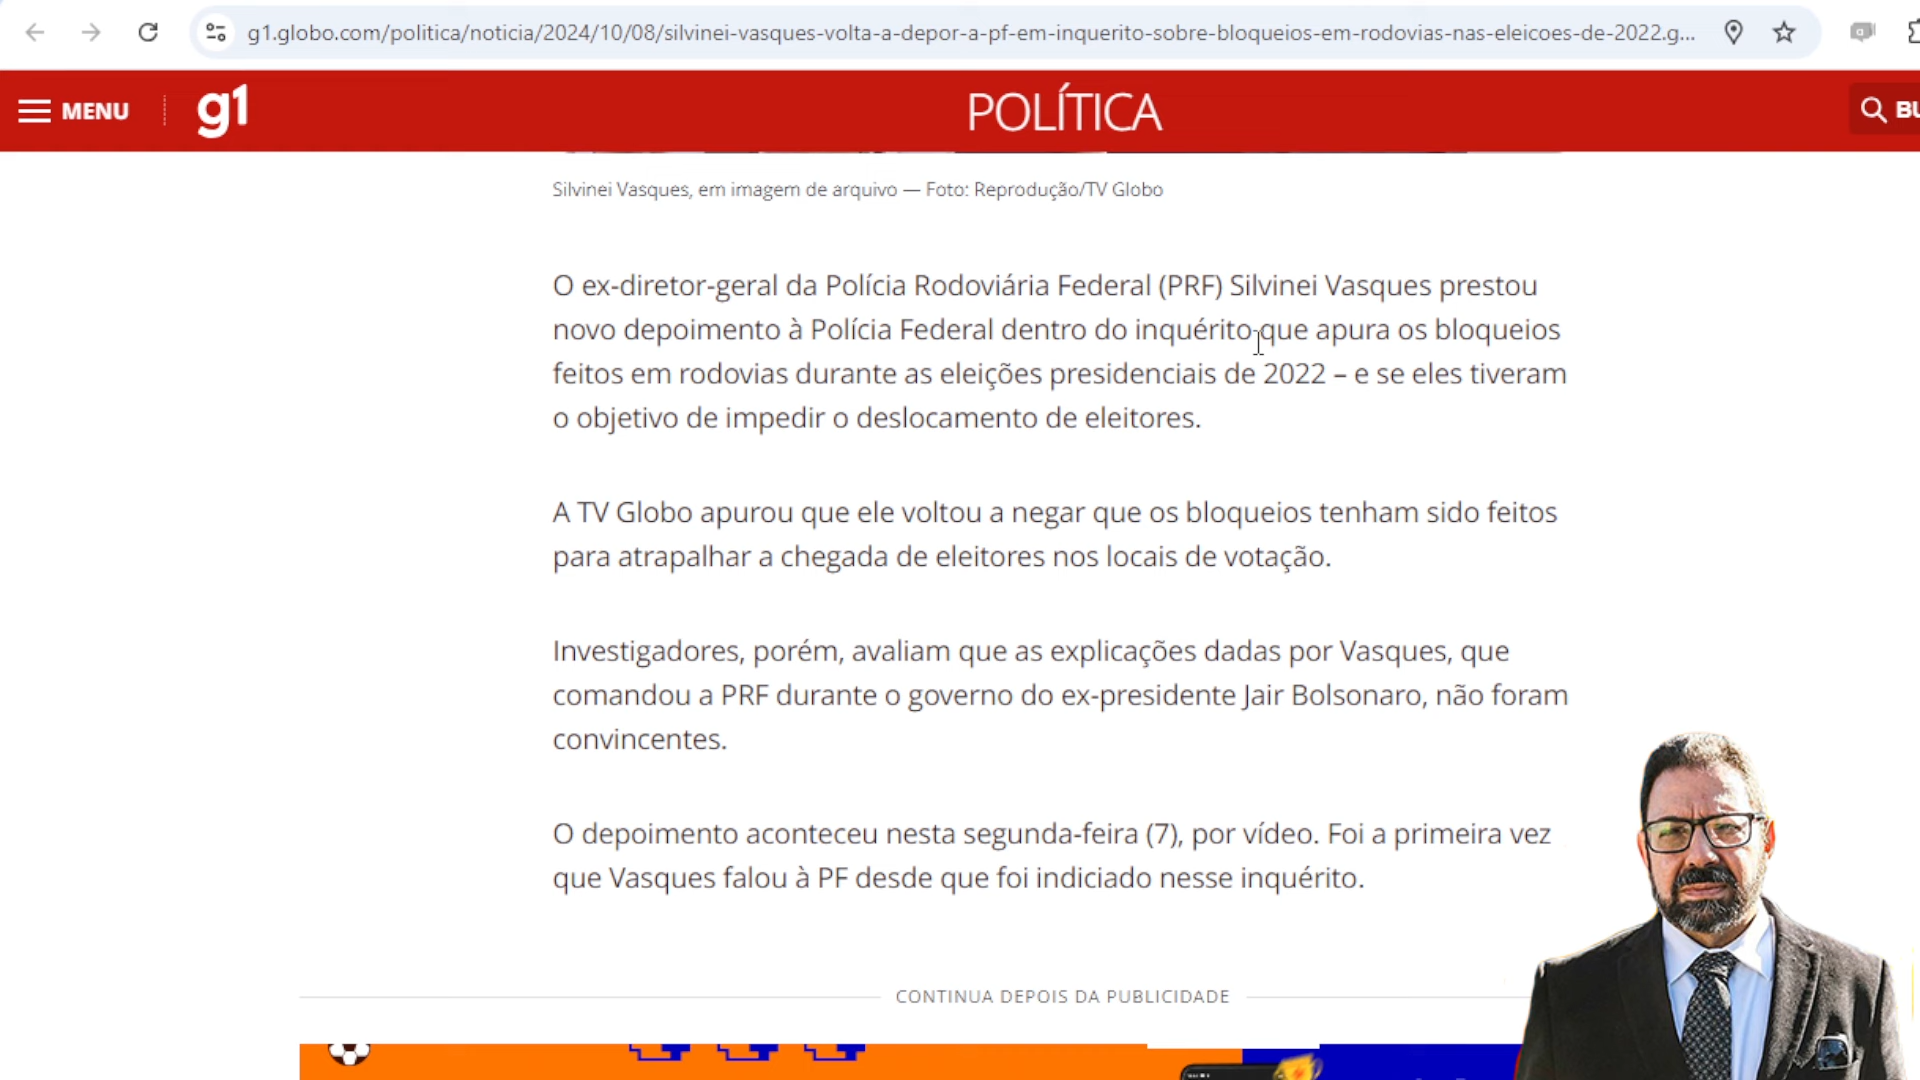 g1.globo.com/politica/noticia/2024/10/08/silvinei-vasques-volta-a-depor-a-pf-em-inquerito-sobre-bloqueios-em-rodovias-nas-eleicoes-de-2022.g...
MENU
g1
POLÍTICA
BU
Silvinei Vasques, em imagem de arquivo — Foto: Reprodução/TV Globo
O ex-diretor-geral da Polícia Rodoviária Federal (PRF) Silvinei Vasques prestou
novo depoimento à Polícia Federal dentro do inquérito que apura os bloqueios
feitos em rodovias durante as eleições presidenciais de 2022 – e se eles tiveram
o objetivo de impedir o deslocamento de eleitores.
A TV Globo apurou que ele voltou a negar que os bloqueios tenham sido feitos
para atrapalhar a chegada de eleitores nos locais de votação.
Investigadores, porém, avaliam que as explicações dadas por Vasques, que
comandou a PRF durante o governo do ex-presidente Jair Bolsonaro, não foram
convincentes.
O depoimento aconteceu nesta segunda-feira (7), por vídeo. Foi a primeira vez
que Vasques falou à PF desde que foi indiciado nesse inquérito.
CONTINUA DEPOIS DA PUBLICIDADE